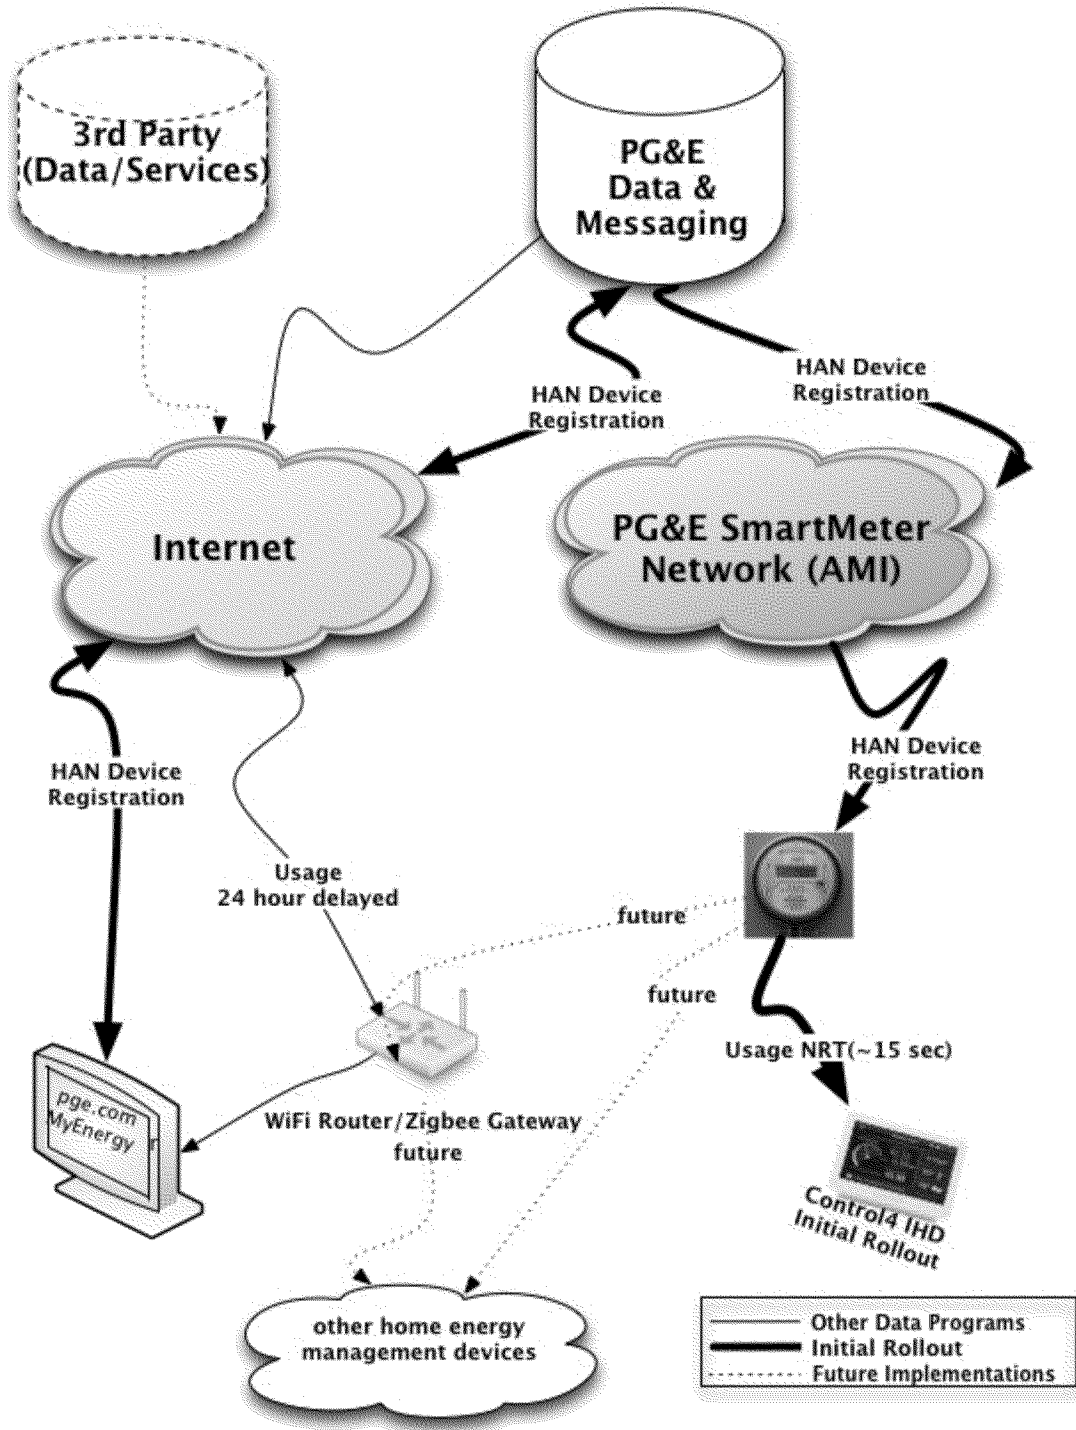 3rd Party
(Data/Services)
PG&E
Data &
Messaging
HAN Device
Registration
HAN Device
Registration
Internet
PG&E SmartMeter
Network (AMI)
HAN Device
Registration
HAN Device
Registration
Usage
24 hour delayed
future
future
Usage NRT(~15 sec)
pge.com
MyEnergy r
WiFi Router/Zigbee Gateway
future
Control4 IHD
Initial Rollout
other home energy
management devices
Other Data Programs
Initial Rollout
Future Implementations